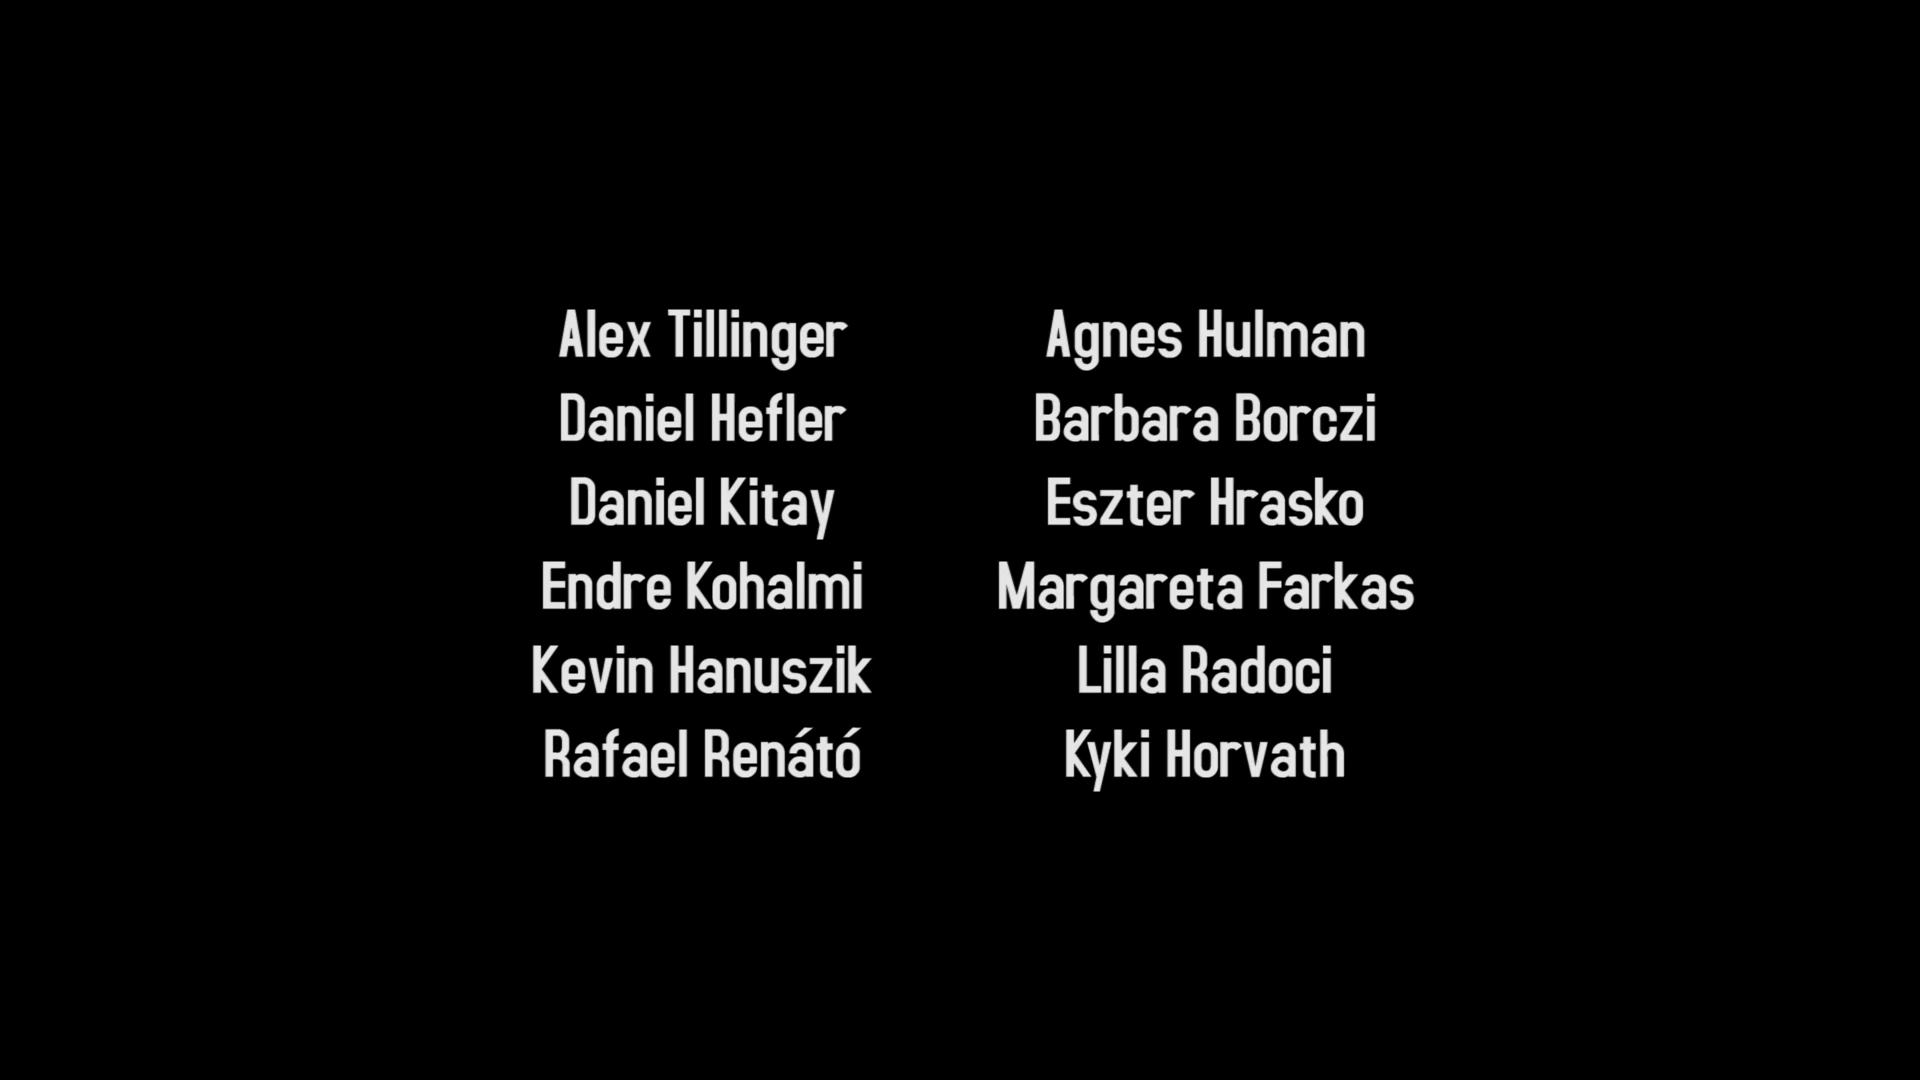 Alex Tillinger
Daniel Hefler
Daniel Kitay
Endre Kohalmi
Kevin Hanuszik
Rafael Renátó
Agnes Hulman
Barbara Borczi
Eszter Hrasko
Margareta Farkas
Lilla Radoci
Kyki Horvath